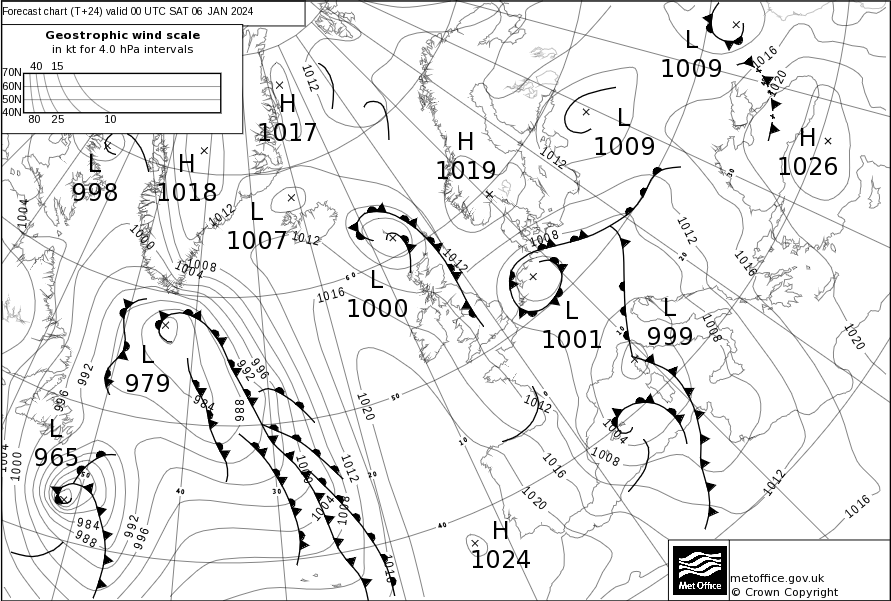 Forecast chart (T+24) valid 00 UTC SAT 06 JAN 2024
Geostrophic wind scale
in kt for 4.0 hPa intervals
40 15
70N
60N
50N
40N
80 25 10
L
1009
1016
1020
1012
H
1017
L
1009
H
1019
1012
H
1026
L
998
H
1018
1004
1012
L
1007
1012
1000
1004
1008
1008
1012
1012
1016
20
30
60
1016
L
1000
L
1001
L
999
10
1008
1020
L
979
992
996
992
996
984
988
1020
50
1012
1004
1008
L
965
1004
1000
10
1012
1016
1020
20
40
30
50
1000
1004
1008
984
988
992
996
40
1012
1016
H
1024
1016
Met Office
metoffice.gov.uk
© Crown Copyright